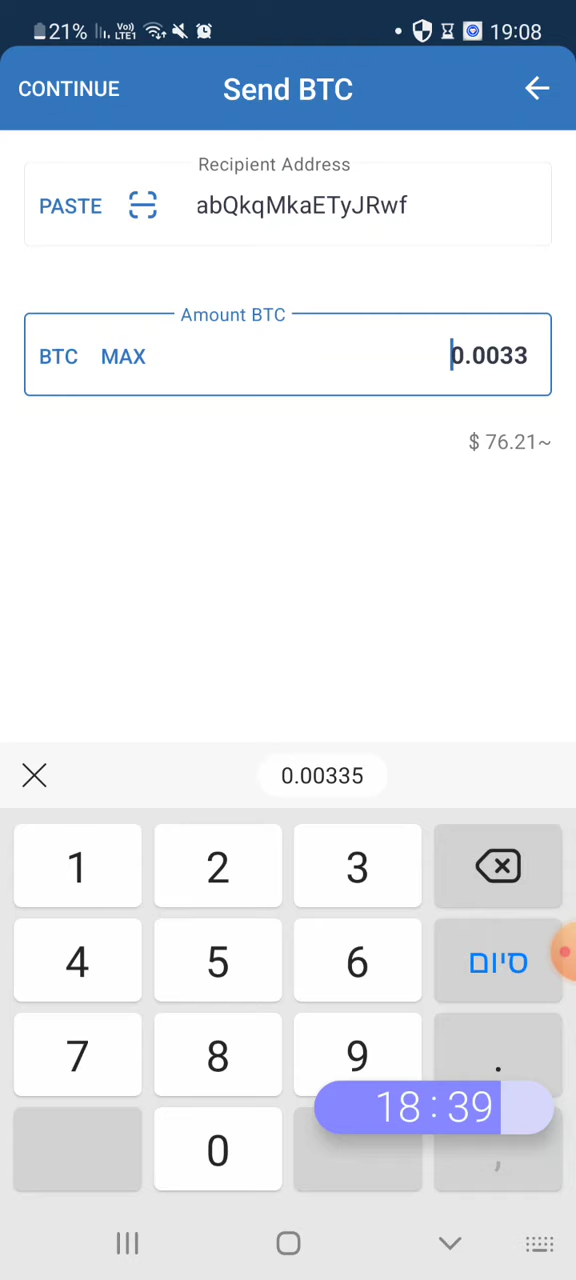 21% Vo)) LTE1 19:08
CONTINUE Send BTC
Recipient Address
PASTE abQkqMkaETyJRwf
Amount BTC
BTC MAX 0.0033
$ 76.21~
0.00335
1 2 3
4 5 6 סיום
7 8 9 .
18:39
0 ,